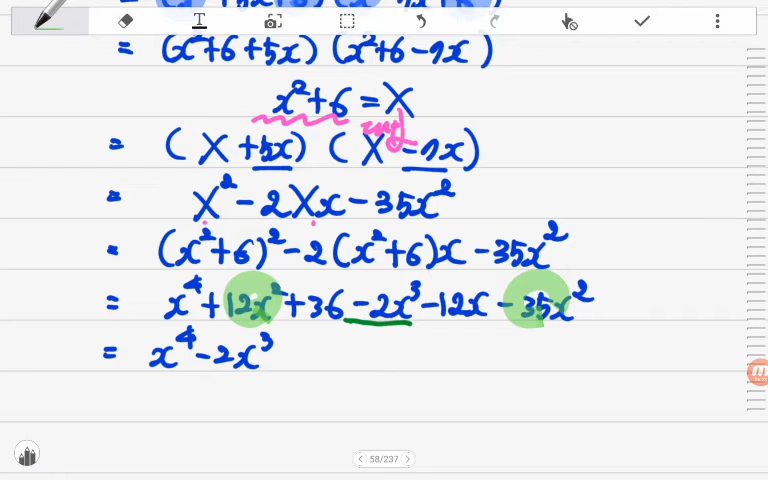 = (x²+6+5x) (x²+6-7x)
x²+6 = X
= (X+5x) (X-7x)
= X² - 2Xx - 35x²
= (x²+6)² - 2(x²+6)x - 35x²
= x⁴ + 12x² + 36 - 2x³ - 12x - 35x²
= x⁴ - 2x³
58/237